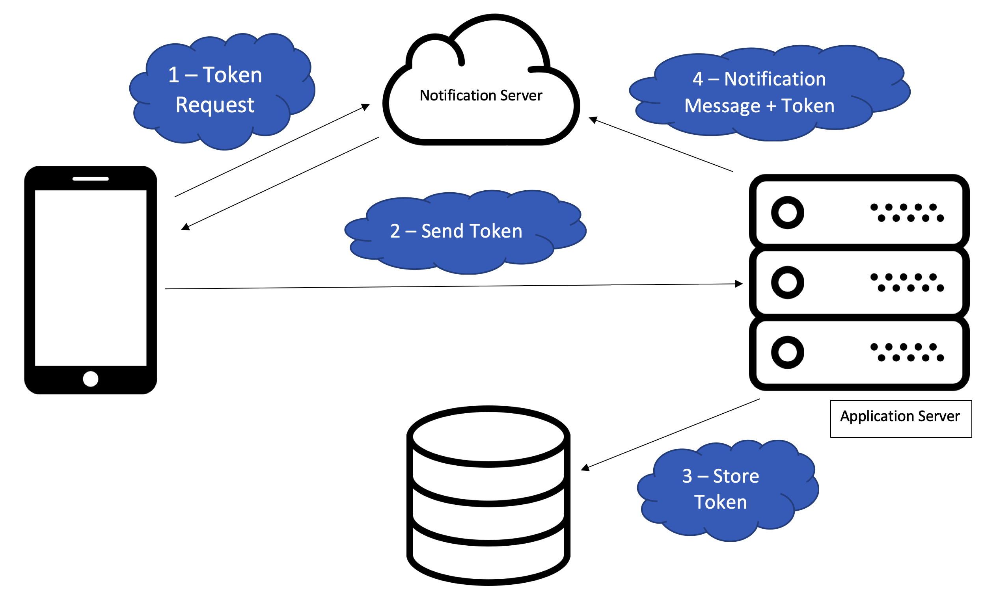 1 – Token
Request
Notification Server
4 – Notification
Message + Token
2 – Send Token
Application Server
3 – Store
Token